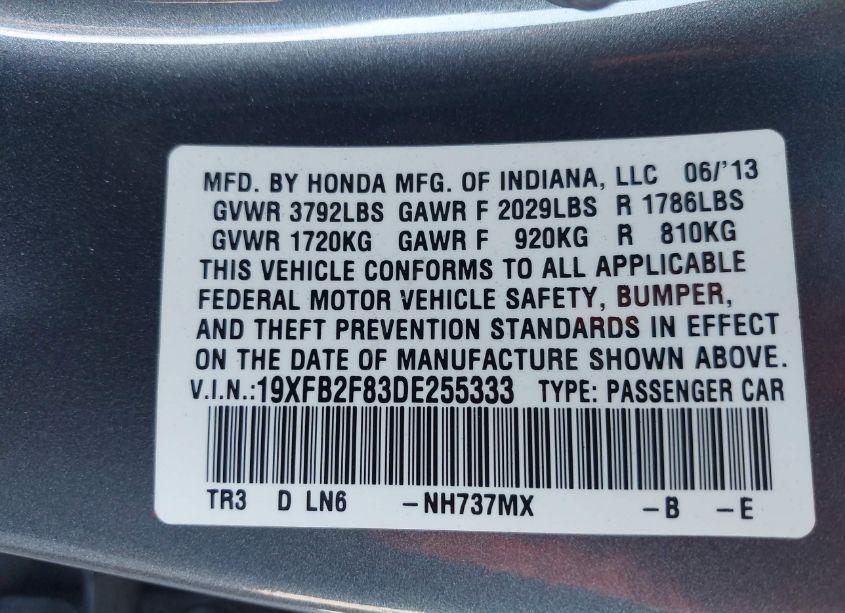 MFD. BY HONDA MFG. OF INDIANA, LLC 06/'13
GVWR 3792LBS GAWR F 2029LBS R 1786LBS
GVWR 1720KG GAWR F 920KG R 810KG
THIS VEHICLE CONFORMS TO ALL APPLICABLE
FEDERAL MOTOR VEHICLE SAFETY, BUMPER,
AND THEFT PREVENTION STANDARDS IN EFFECT
ON THE DATE OF MANUFACTURE SHOWN ABOVE.
V.I.N.:19XFB2F83DE255333 TYPE: PASSENGER CAR
TR3 D LN6 -NH737MX -B -E